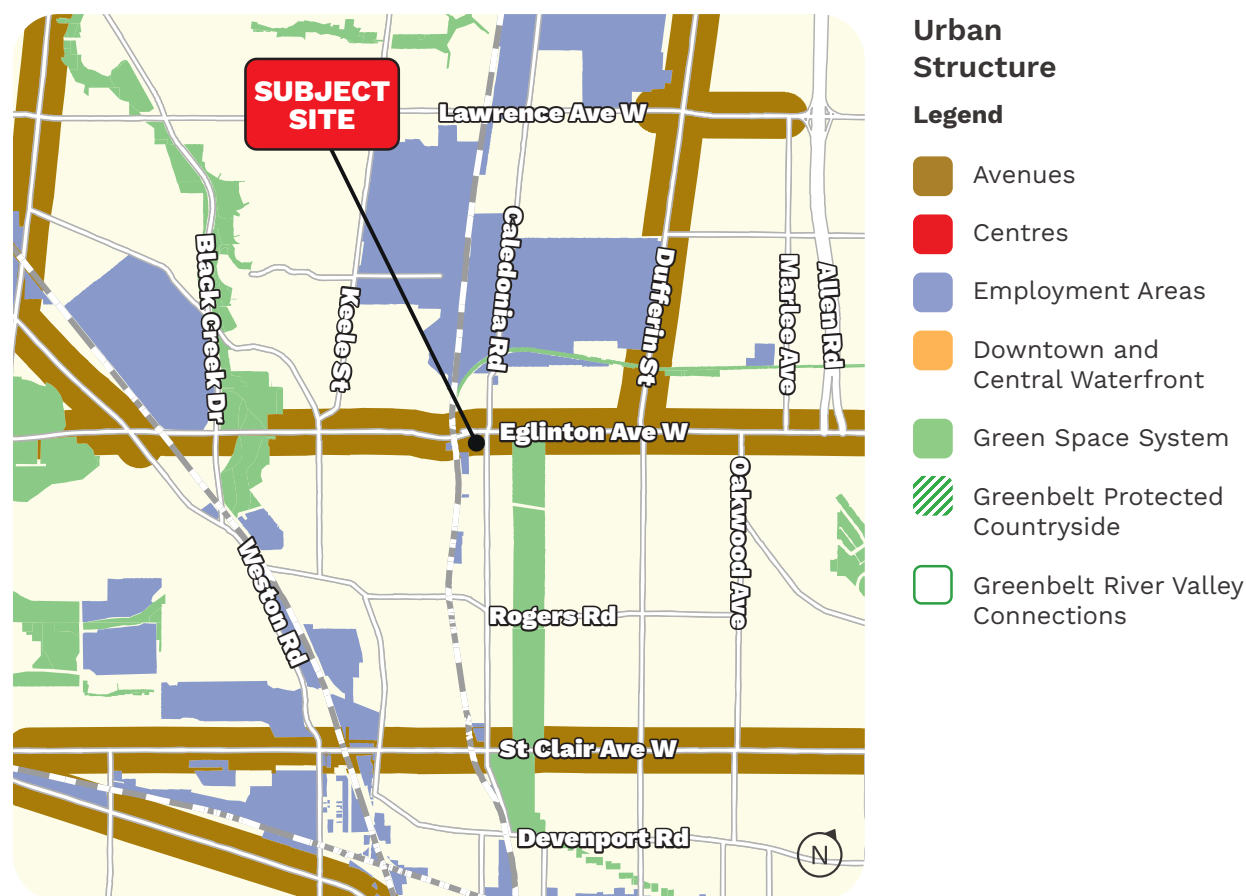 SUBJECT
SITE
Lawrence Ave W
Caledonia Rd
Black Creek Dr
Keele St
Dufferin St
Marlee Ave
Allen Rd
Eglinton Ave W
Oakwood Ave
Weston Rd
Rogers Rd
St Clair Ave W
Devenport Rd
N
Urban
Structure
Legend
Avenues
Centres
Employment Areas
Downtown and
Central Waterfront
Green Space System
Greenbelt Protected
Countryside
Greenbelt River Valley
Connections